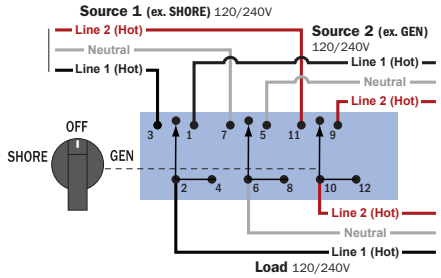 Source 1 (ex. SHORE) 120/240V
Line 2 (Hot)
Neutral
Line 1 (Hot)
Source 2 (ex. GEN)
120/240V
Line 1 (Hot)
Neutral
Line 2 (Hot)
OFF
SHORE
GEN
3 1 7 5 11 9
2 4 6 8 10 12
Line 2 (Hot)
Neutral
Line 1 (Hot)
Load 120/240V